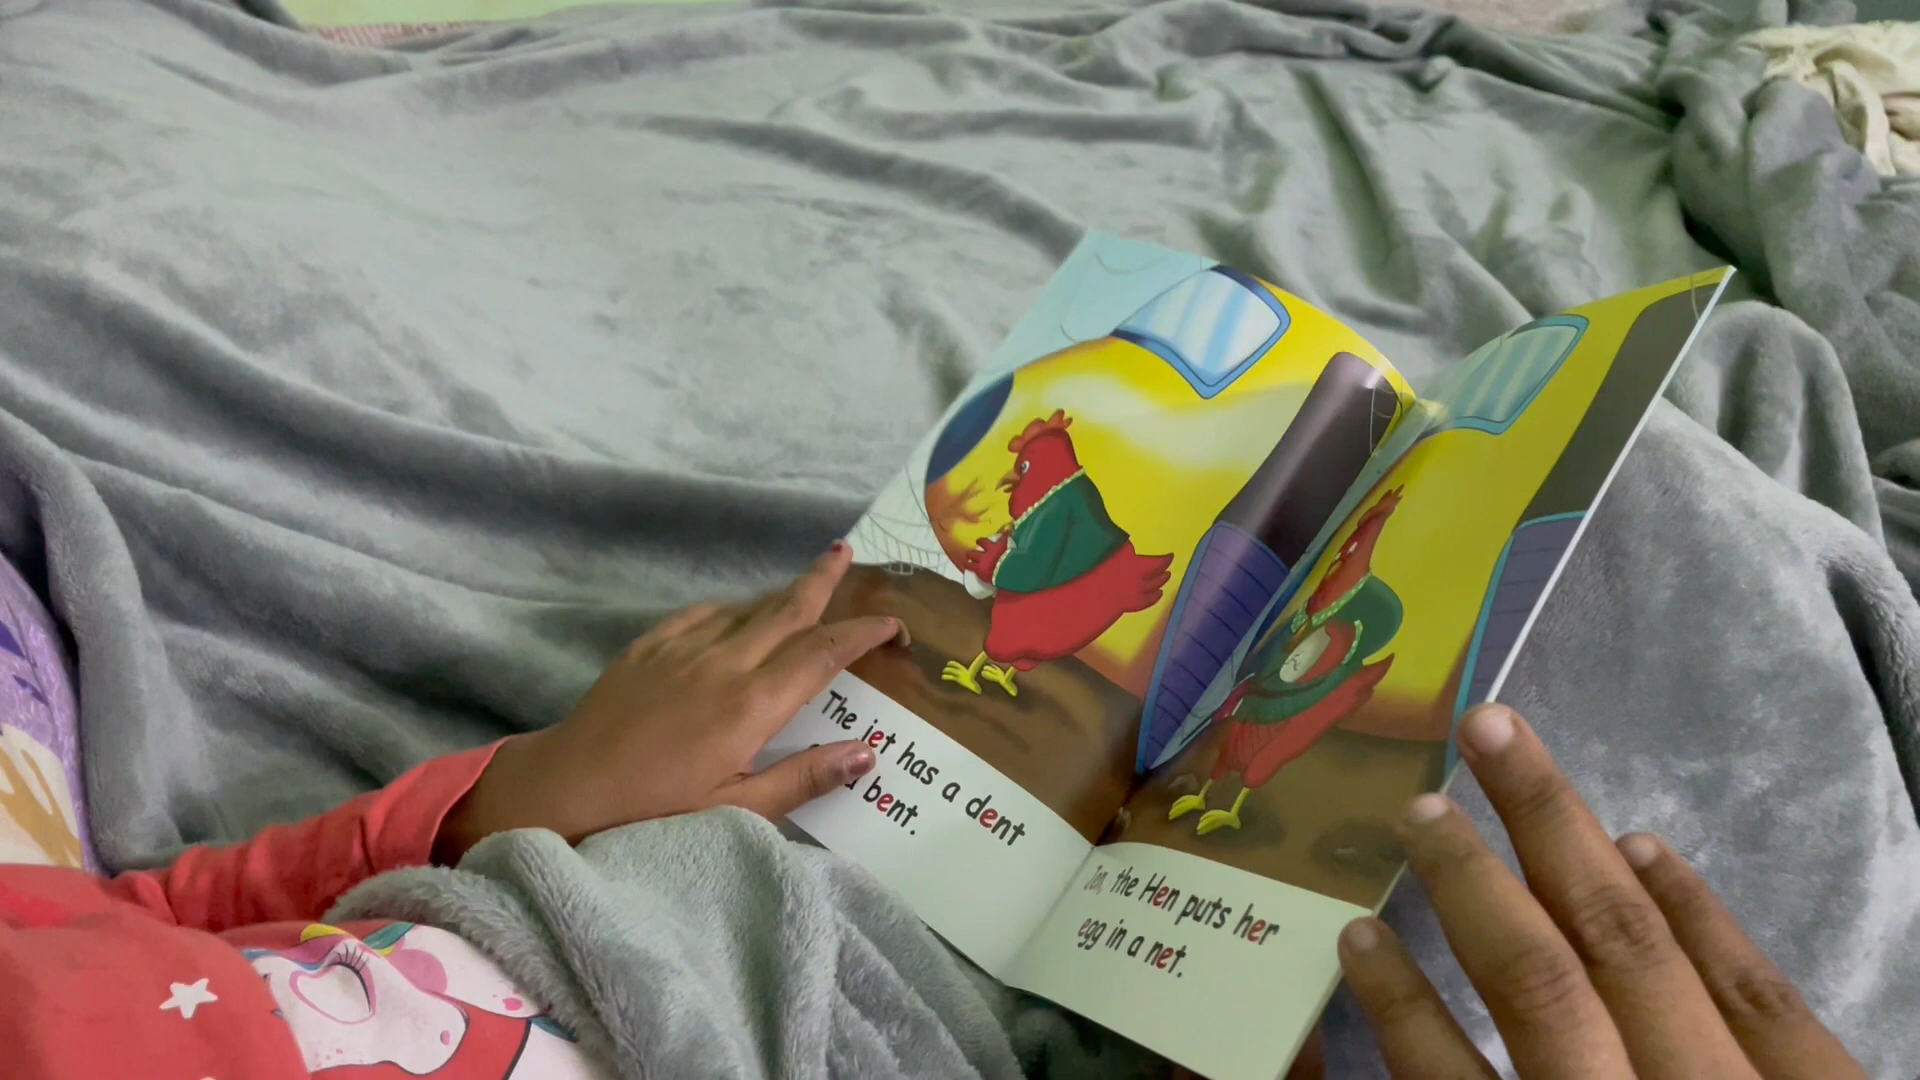 The jet has a dent
bent.
Jen, the Hen puts her
egg in a net.